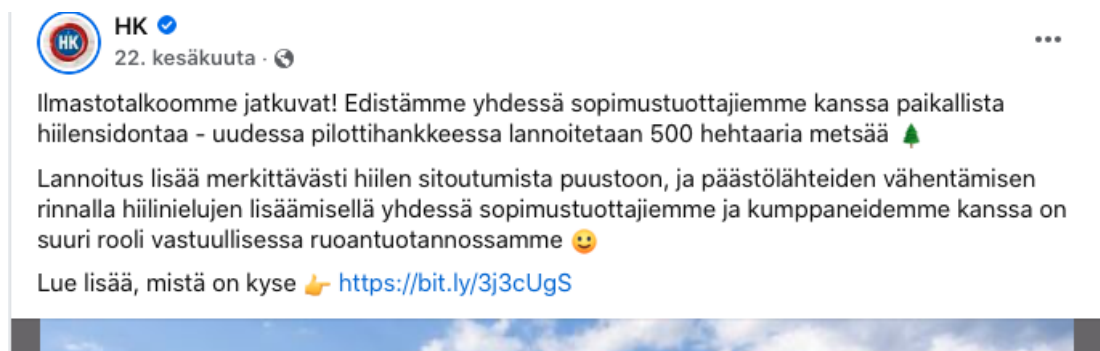 HK
HK
22. kesäkuuta ·
Ilmastotalkoomme jatkuvat! Edistämme yhdessä sopimustuottajiemme kanssa paikallista
hiilensidontaa - uudessa pilottihankkeessa lannoitetaan 500 hehtaaria metsää 🌲
Lannoitus lisää merkittävästi hiilen sitoutumista puustoon, ja päästölähteiden vähentämisen
rinnalla hiilinielujen lisäämisellä yhdessä sopimustuottajiemme ja kumppaneidemme kanssa on
suuri rooli vastuullisessa ruoantuotannossamme 🙂
Lue lisää, mistä on kyse 👉 https://bit.ly/3j3cUgS